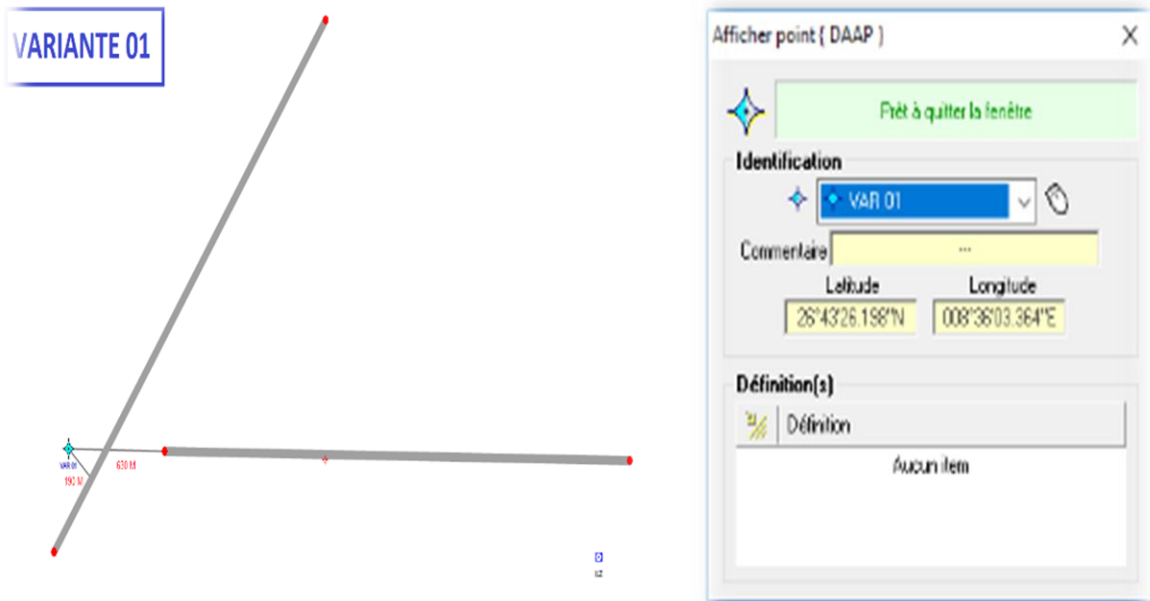 VARIANTE 01
VAR 01
630 M
190 M
Afficher point ( DAAP )
Prêt à quitter la fenêtre
Identification
VAR 01
Commentaire
...
Latitude Longitude
26°43'26.198"N 008°36'03.364"E
Définition(s)
Définition
Aucun item